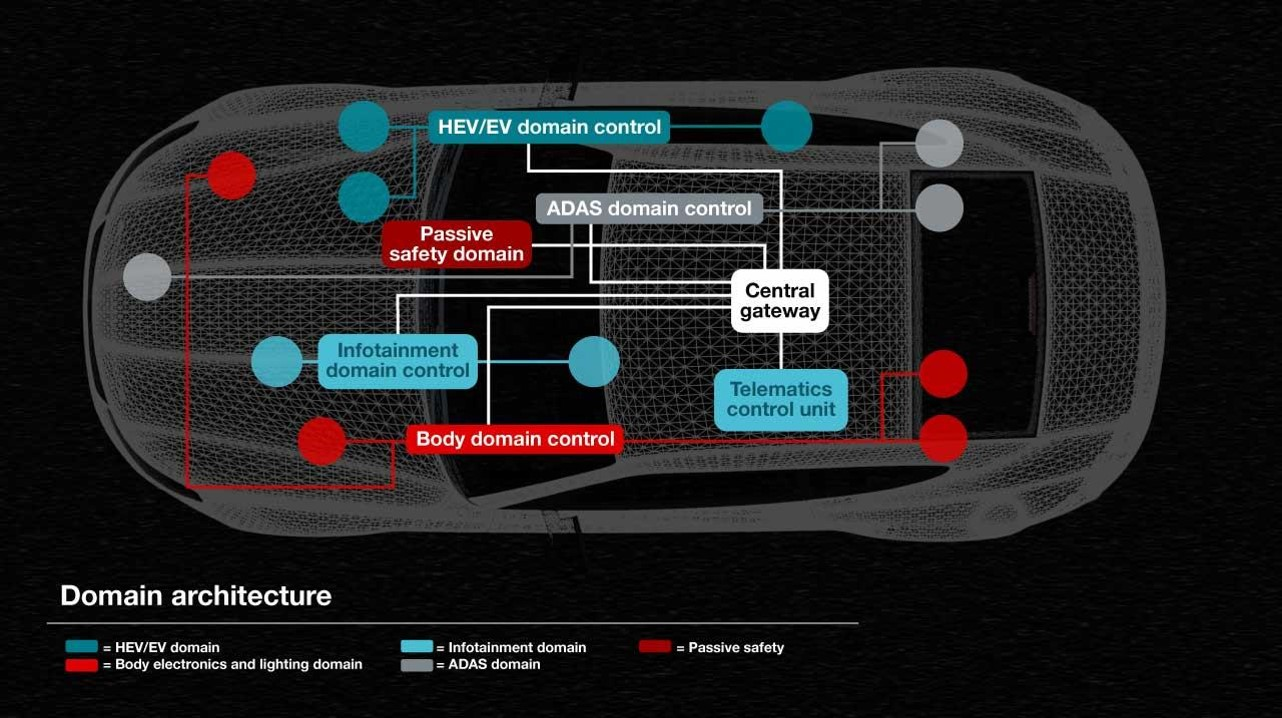 HEV/EV domain control
ADAS domain control
Passive
safety domain
Central
gateway
Infotainment
domain control
Telematics
control unit
Body domain control
Domain architecture
= HEV/EV domain
= Infotainment domain
= Passive safety
= Body electronics and lighting domain
= ADAS domain